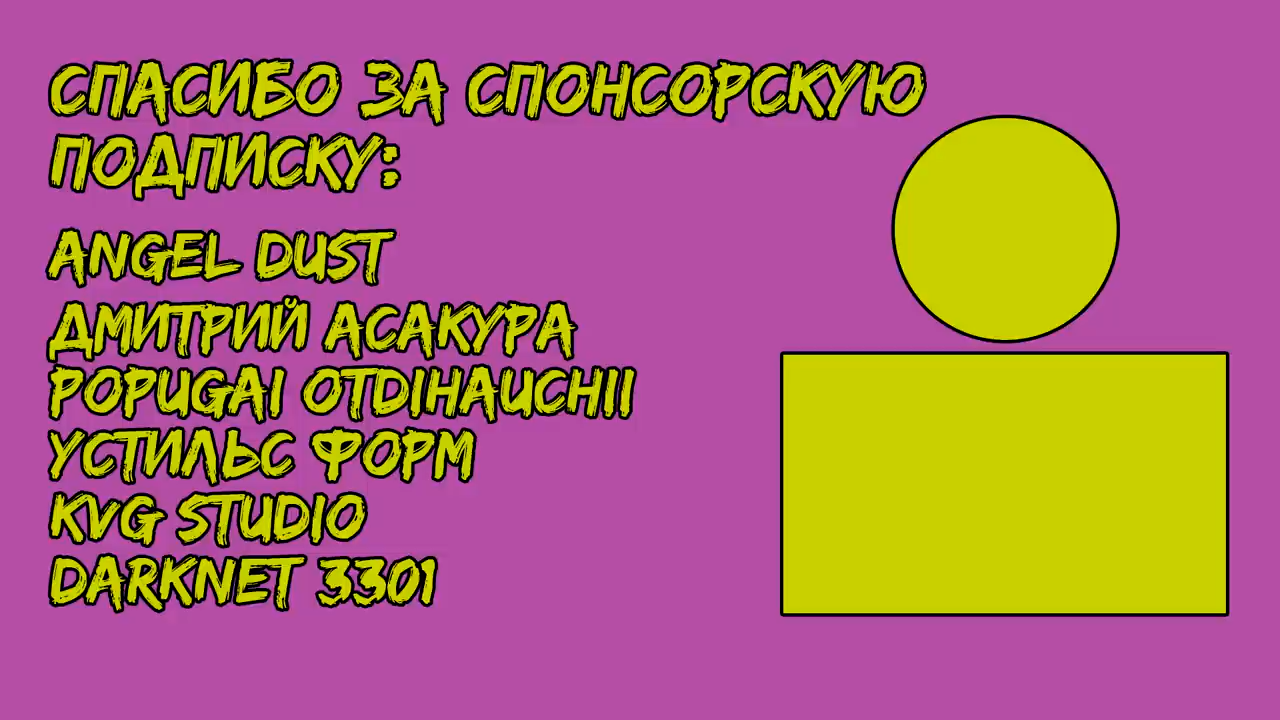 СПАСИБО ЗА СПОНСОРСКУЮ
ПОДПИСКУ:
ANGEL DUST
ДМИТРИЙ АСАКУРА
POPUGAI OTDIHAUCHII
УСТИЛЬС ФОРМ
KVG STUDIO
DARKNET 3301